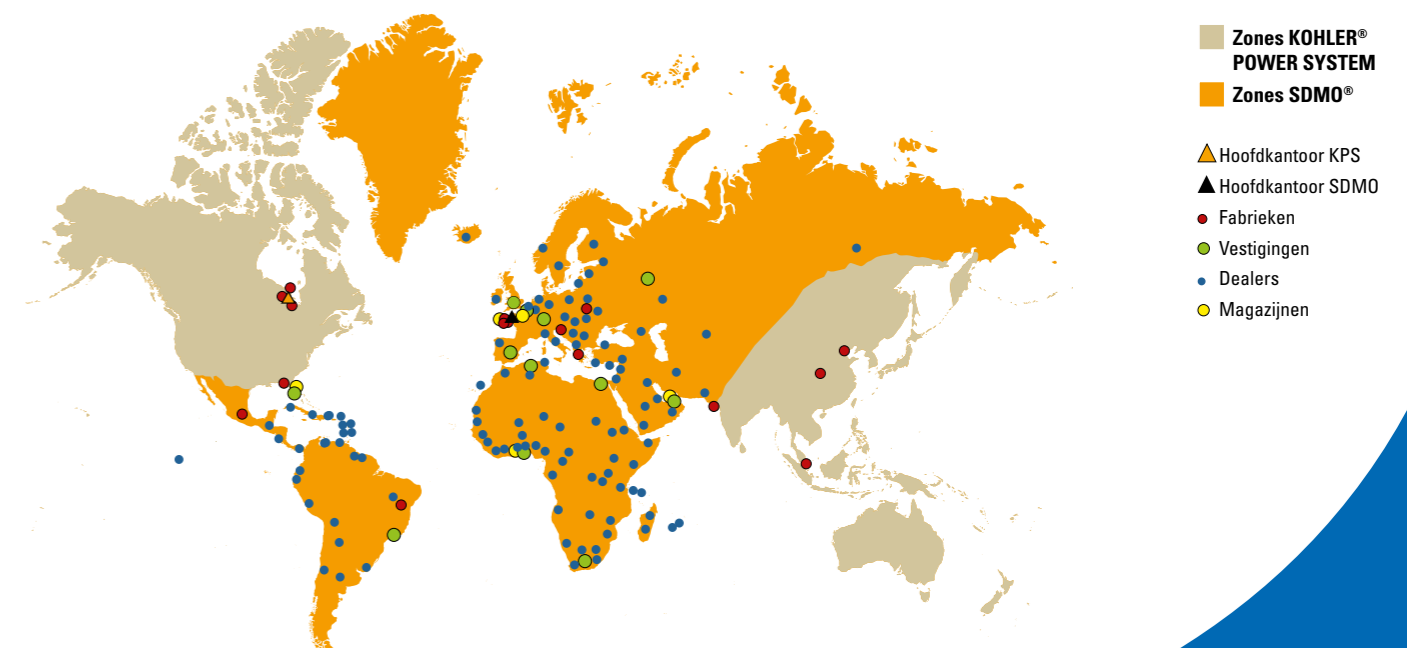 Zones KOHLER®
POWER SYSTEM
Zones SDMO®
Hoofdkantoor KPS
Hoofdkantoor SDMO
Fabrieken
Vestigingen
Dealers
Magazijnen